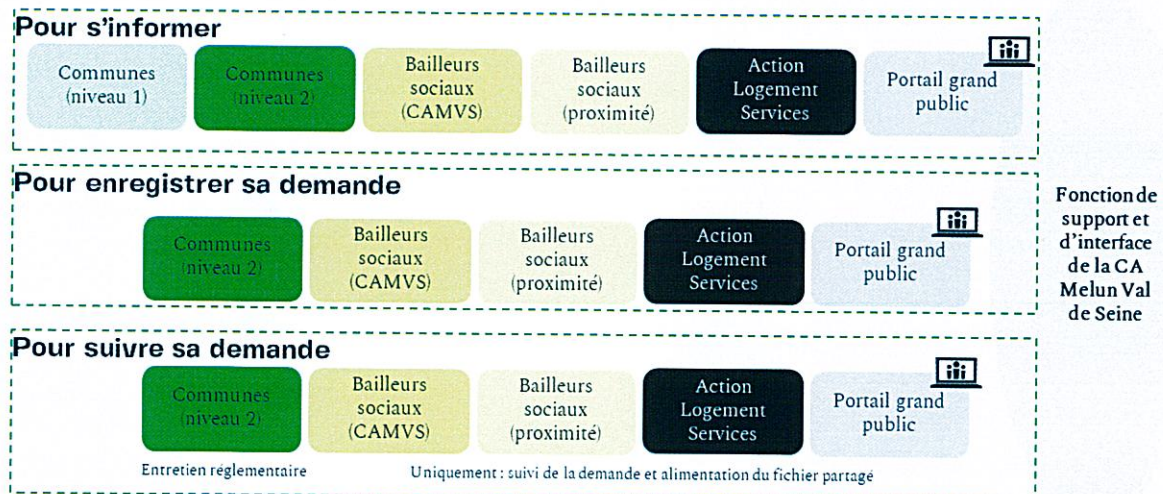 Pour s'informer
Communes
(niveau 1)
Communes
(niveau 2)
Bailleurs
sociaux
(CAMVS)
Bailleurs
sociaux
(proximité)
Action
Logement
Services
Portail grand
public
Pour enregistrer sa demande
Communes
(niveau 2)
Bailleurs
sociaux
(CAMVS)
Bailleurs
sociaux
(proximité)
Action
Logement
Services
Portail grand
public
Pour suivre sa demande
Communes
(niveau 2)
Bailleurs
sociaux
(CAMVS)
Bailleurs
sociaux
(proximité)
Action
Logement
Services
Portail grand
public
Entretien réglementaire
Uniquement : suivi de la demande et alimentation du fichier partagé
Fonction de
support et
d'interface
de la CA
Melun Val
de Seine